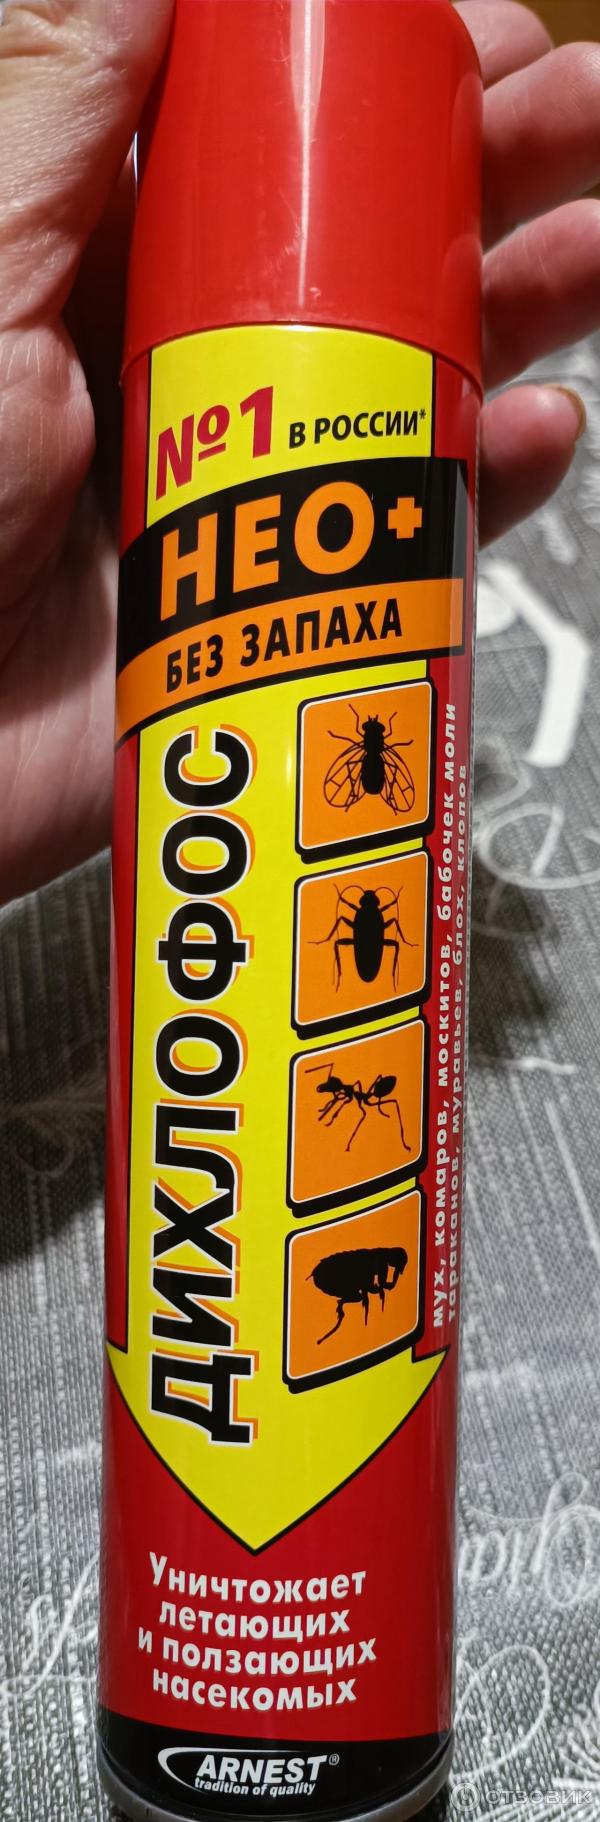 №1 В РОССИИ*
НЕО+
БЕЗ ЗАПАХА
ДИХЛОФОС
мух, комаров, москитов, бабочек моли
тараканов, муравьев, блох, клопов
Уничтожает
летающих
и ползающих
насекомых
ARNEST®
tradition of quality
ОТЗОВИК